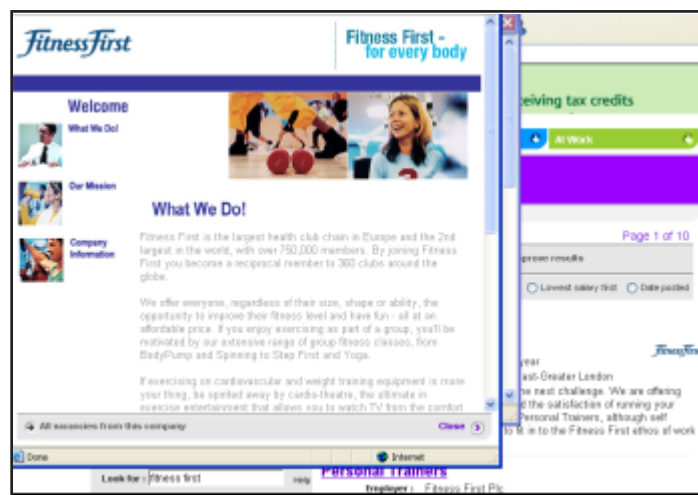 Fitness First
Fitness First -
for every body
Welcome
What We Do!
Our Mission
Company
Information
What We Do!
Fitness First is the largest health club chain in Europe and the 2nd
largest in the world, with over 750,000 members. By joining Fitness
First you become a reciprocal member to 360 clubs around the
globe.
We offer everyone, regardless of their size, shape or ability, the
opportunity to improve their fitness level and have fun - all at an
affordable price. If you enjoy exercising as part of a group, you'll be
motivated by our extensive range of group fitness classes, from
BodyPump and Spinning to Step First and Yoga.
If exercising on cardiovascular and weight training equipment is more
your thing, be spirited away by cardio-theatre, the ultimate in
exercise entertainment that allows you to watch TV from the comfort
All vacancies from this company
Close
Done
Internet
eiving tax credits
At Work
Page 1 of 10
prove results
Lowest salary first
Date posted
Fitness Firs
year
ast-Greater London
he next challenge. We are offering
d the satisfaction of running your
Personal Trainers, although self
to fit in to the Fitness First ethos of work
Look for :
fitness first
Help
Personal Trainers
Employer :
Fitness First Plc